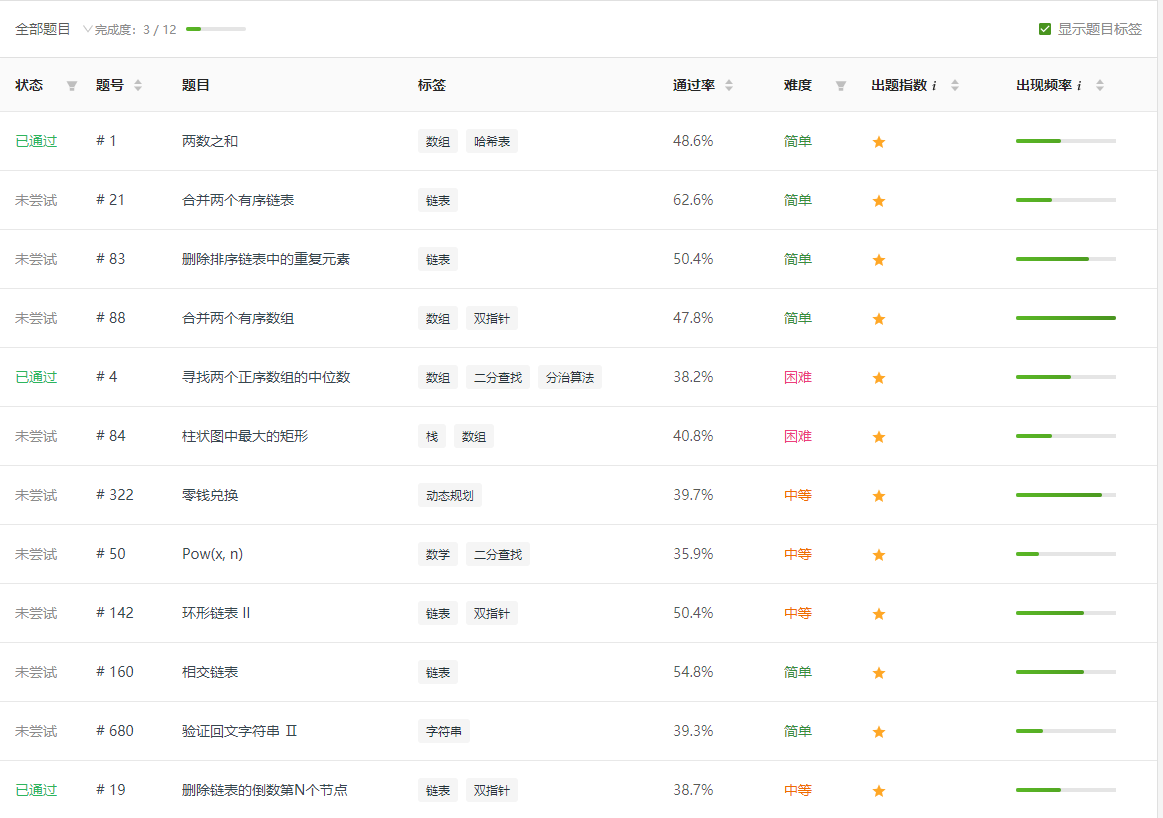 全部题目 完成度：3 / 12 显示题目标签
状态 题号 题目 标签 通过率 难度 出题指数 i 出现频率 i
已通过 # 1 两数之和 数组 哈希表 48.6% 简单
未尝试 # 21 合并两个有序链表 链表 62.6% 简单
未尝试 # 83 删除排序链表中的重复元素 链表 50.4% 简单
未尝试 # 88 合并两个有序数组 数组 双指针 47.8% 简单
已通过 # 4 寻找两个正序数组的中位数 数组 二分查找 分治算法 38.2% 困难
未尝试 # 84 柱状图中最大的矩形 栈 数组 40.8% 困难
未尝试 # 322 零钱兑换 动态规划 39.7% 中等
未尝试 # 50 Pow(x, n) 数学 二分查找 35.9% 中等
未尝试 # 142 环形链表 II 链表 双指针 50.4% 中等
未尝试 # 160 相交链表 链表 54.8% 简单
未尝试 # 680 验证回文字符串 Ⅱ 字符串 39.3% 简单
已通过 # 19 删除链表的倒数第N个节点 链表 双指针 38.7% 中等